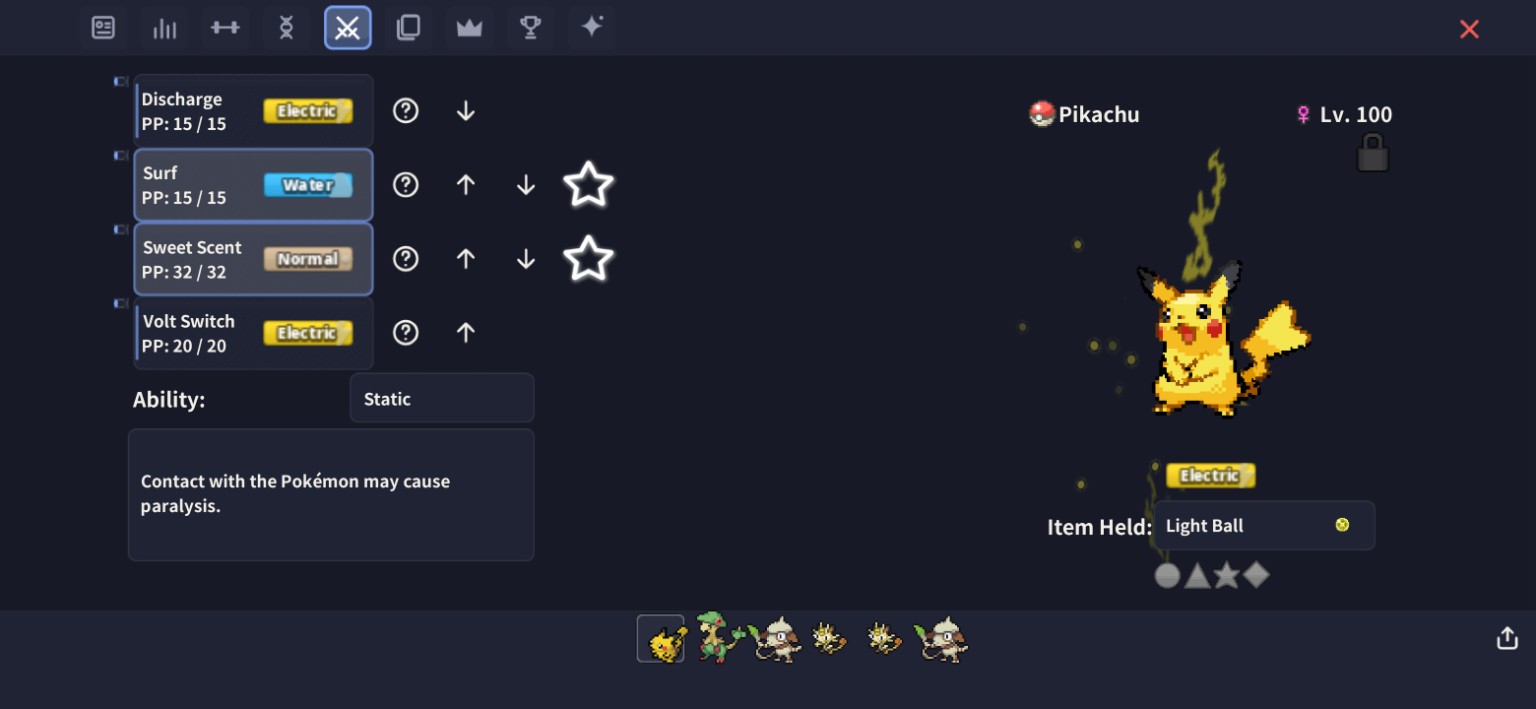 Discharge
PP: 15 / 15
Electric
Surf
PP: 15 / 15
Water
Sweet Scent
PP: 32 / 32
Normal
Volt Switch
PP: 20 / 20
Electric
Ability:
Static
Contact with the Pokémon may cause
paralysis.
Pikachu
♀ Lv. 100
Electric
Item Held:
Light Ball